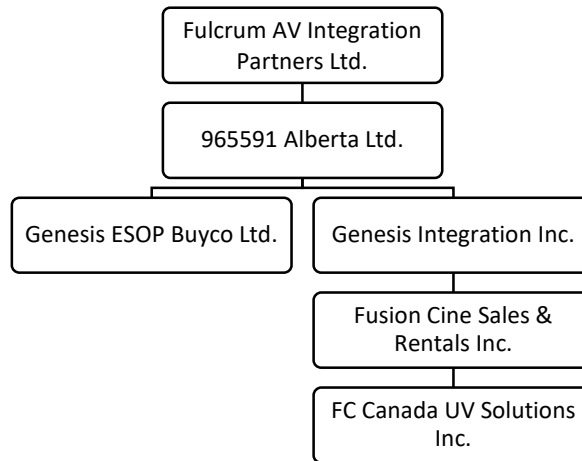 Fulcrum AV Integration
Partners Ltd.
965591 Alberta Ltd.
Genesis ESOP Buyco Ltd.
Genesis Integration Inc.
Fusion Cine Sales &
Rentals Inc.
FC Canada UV Solutions
Inc.